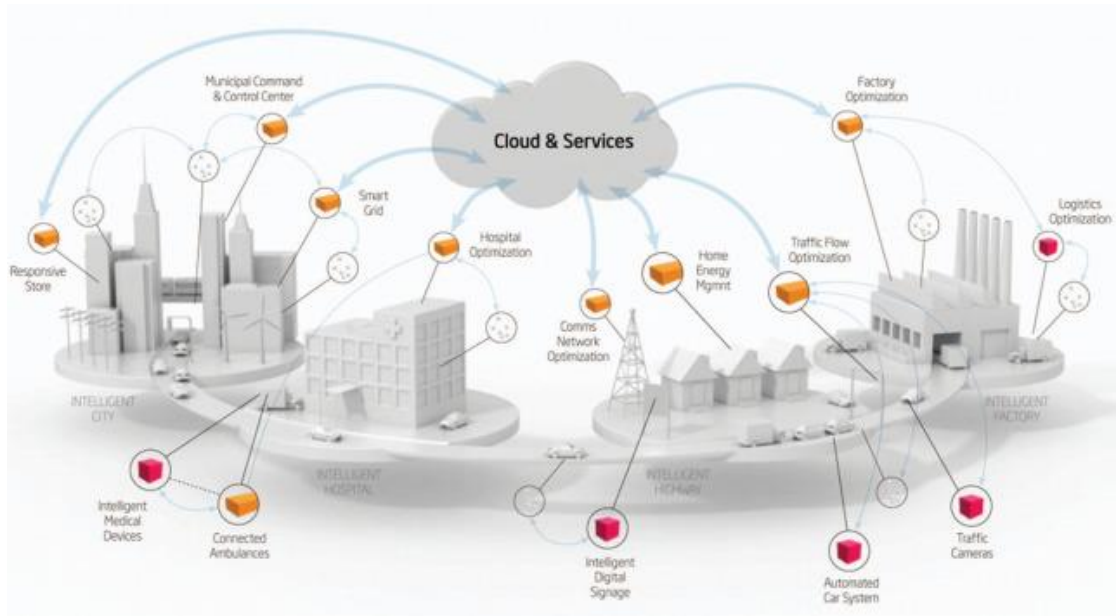 Municipal Command
& Control Center
Factory
Optimization
Cloud & Services
Smart
Grid
Hospital
Optimization
Logistics
Optimization
Responsive
Store
Home
Energy
Mgmnt
Traffic Flow
Optimization
Comms
Network
Optimization
INTELLIGENT
CITY
INTELLIGENT
HOSPITAL
INTELLIGENT
HIGHWAY
INTELLIGENT
FACTORY
Intelligent
Medical
Devices
Connected
Ambulances
Intelligent
Digital
Signage
Automated
Car System
Traffic
Cameras